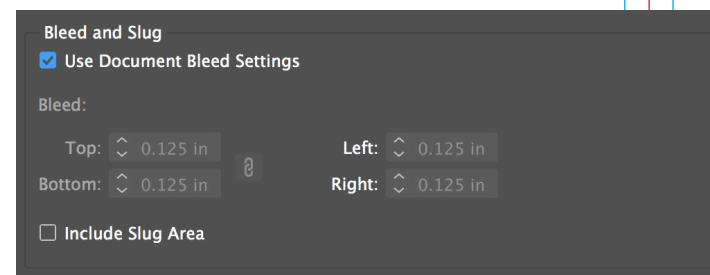 Bleed and Slug
Use Document Bleed Settings
Bleed:
Top: 0.125 in Left: 0.125 in
Bottom: 0.125 in Right: 0.125 in
Include Slug Area